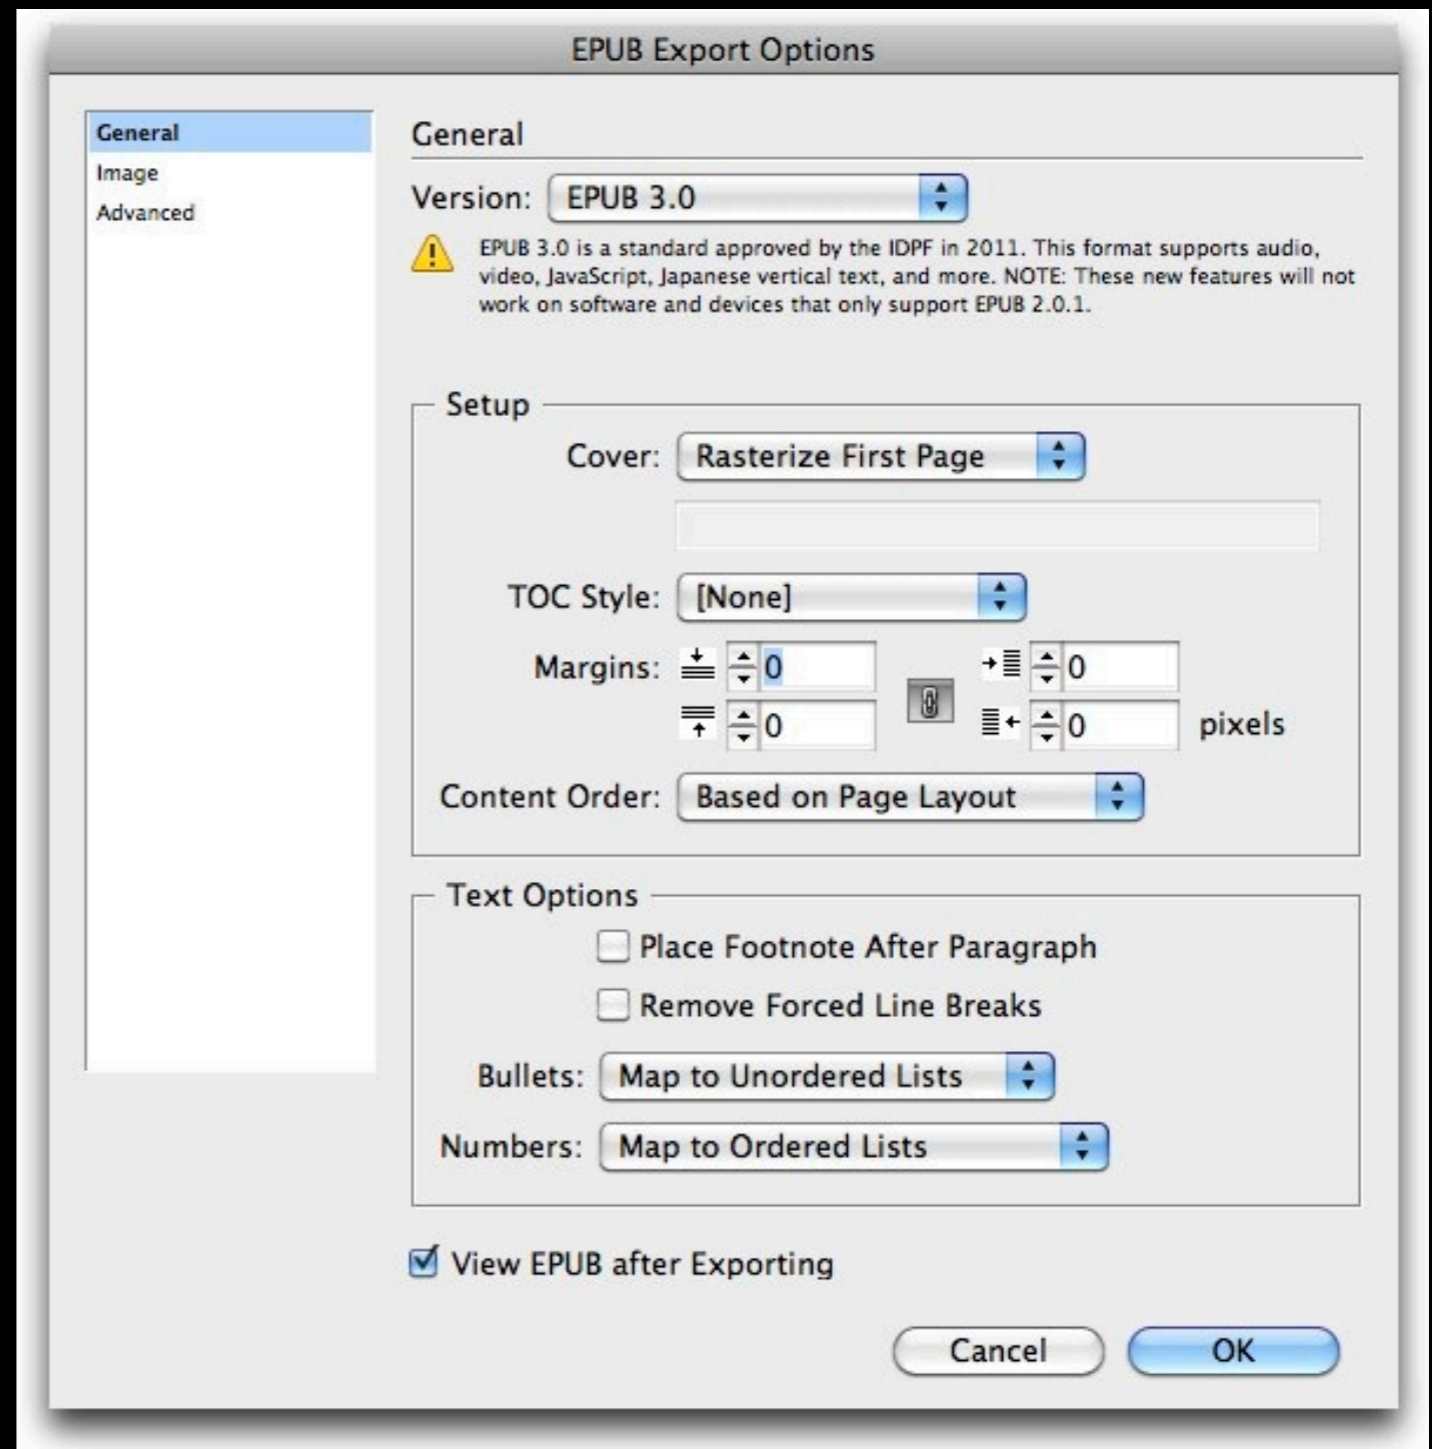 EPUB Export Options
General
Image
Advanced
General
Version: EPUB 3.0
EPUB 3.0 is a standard approved by the IDPF in 2011. This format supports audio,
video, JavaScript, Japanese vertical text, and more. NOTE: These new features will not
work on software and devices that only support EPUB 2.0.1.
Setup
Cover: Rasterize First Page
TOC Style: [None]
Margins: 0 0
0 0 pixels
Content Order: Based on Page Layout
Text Options
Place Footnote After Paragraph
Remove Forced Line Breaks
Bullets: Map to Unordered Lists
Numbers: Map to Ordered Lists
View EPUB after Exporting
Cancel OK